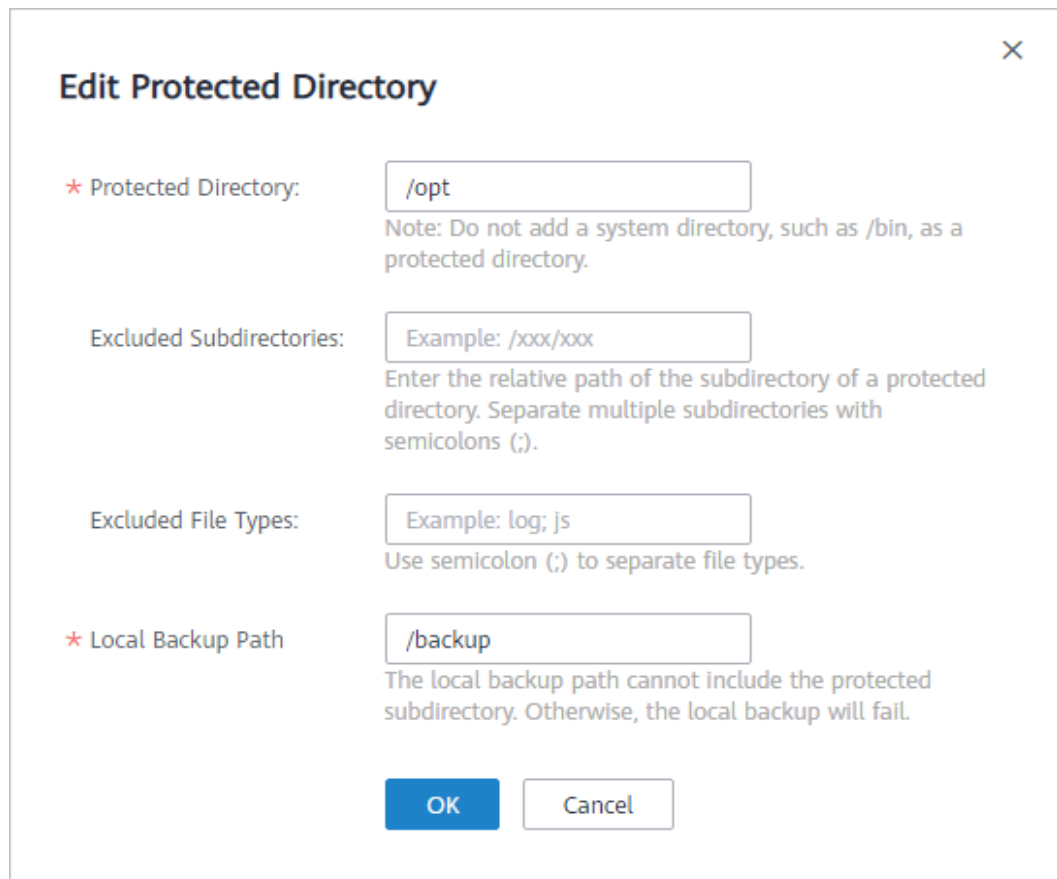 Edit Protected Directory
* Protected Directory:
/opt
Note: Do not add a system directory, such as /bin, as a
protected directory.
Excluded Subdirectories:
Example: /xxx/xxx
Enter the relative path of the subdirectory of a protected
directory. Separate multiple subdirectories with
semicolons (;).
Excluded File Types:
Example: log; js
Use semicolon (;) to separate file types.
* Local Backup Path
/backup
The local backup path cannot include the protected
subdirectory. Otherwise, the local backup will fail.
OK
Cancel